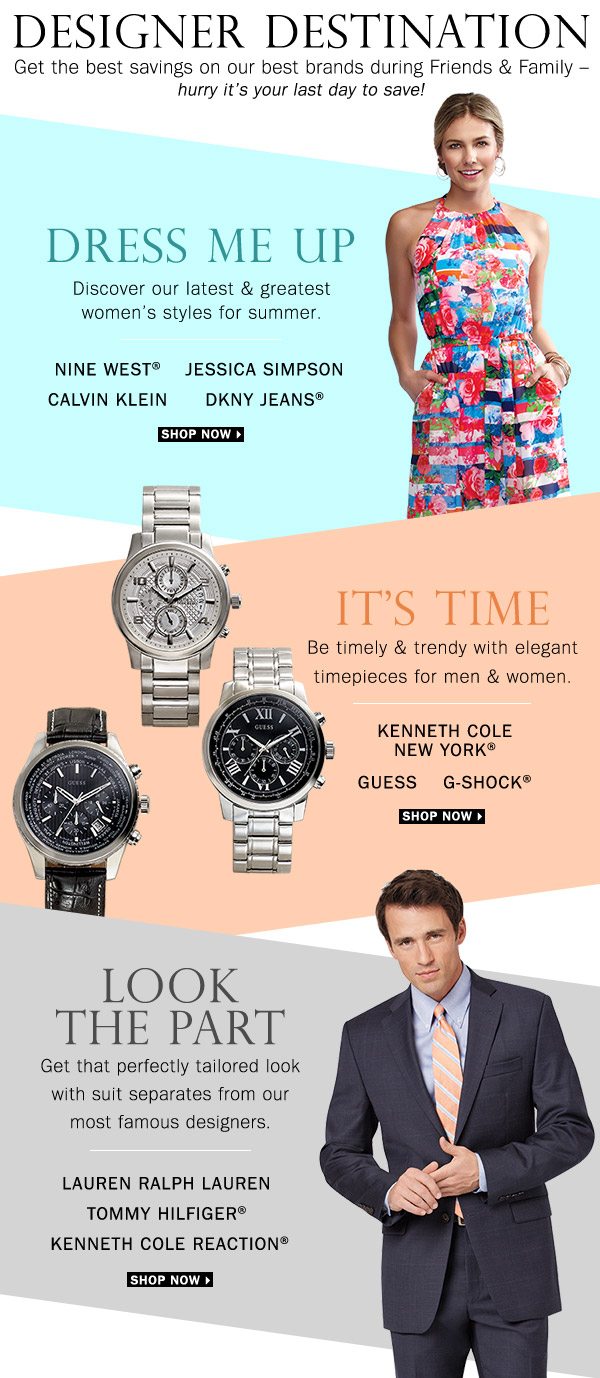 DESIGNER DESTINATION
Get the best savings on our best brands during Friends & Family –
hurry it's your last day to save!
DRESS ME UP
Discover our latest & greatest
women's styles for summer.
NINE WEST® JESSICA SIMPSON
CALVIN KLEIN DKNY JEANS®
SHOP NOW
IT'S TIME
Be timely & trendy with elegant
timepieces for men & women.
KENNETH COLE
NEW YORK®
GUESS G-SHOCK®
SHOP NOW
XII
GUESS
GUESS
LOOK
THE PART
Get that perfectly tailored look
with suit separates from our
most famous designers.
LAUREN RALPH LAUREN
TOMMY HILFIGER®
KENNETH COLE REACTION®
SHOP NOW